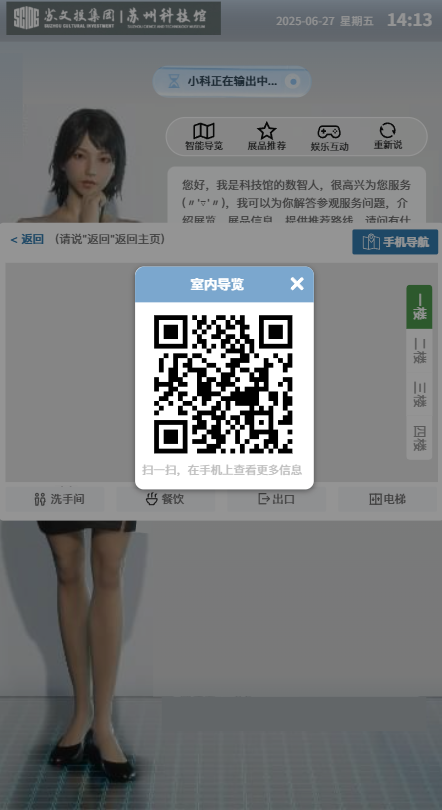 SCIDG 苏文投集团 | 苏州科技馆
SUZHOU CULTURAL INVESTMENT
2025-06-27 星期五 14:13
小科正在输出中...
智能导览 展品推荐 娱乐互动 重新说
您好，我是科技馆的数智人，很高兴为您服务
(〃'▽'〃)，我可以为你解答参观服务问题，介
绍展览、展品信息、提供推荐路线，请问有什
< 返回 （请说"返回"返回主页） 手机导航
室内导览 ×
一楼
二楼
三楼
四楼
扫一扫，在手机上查看更多信息
洗手间 餐饮 出口 电梯